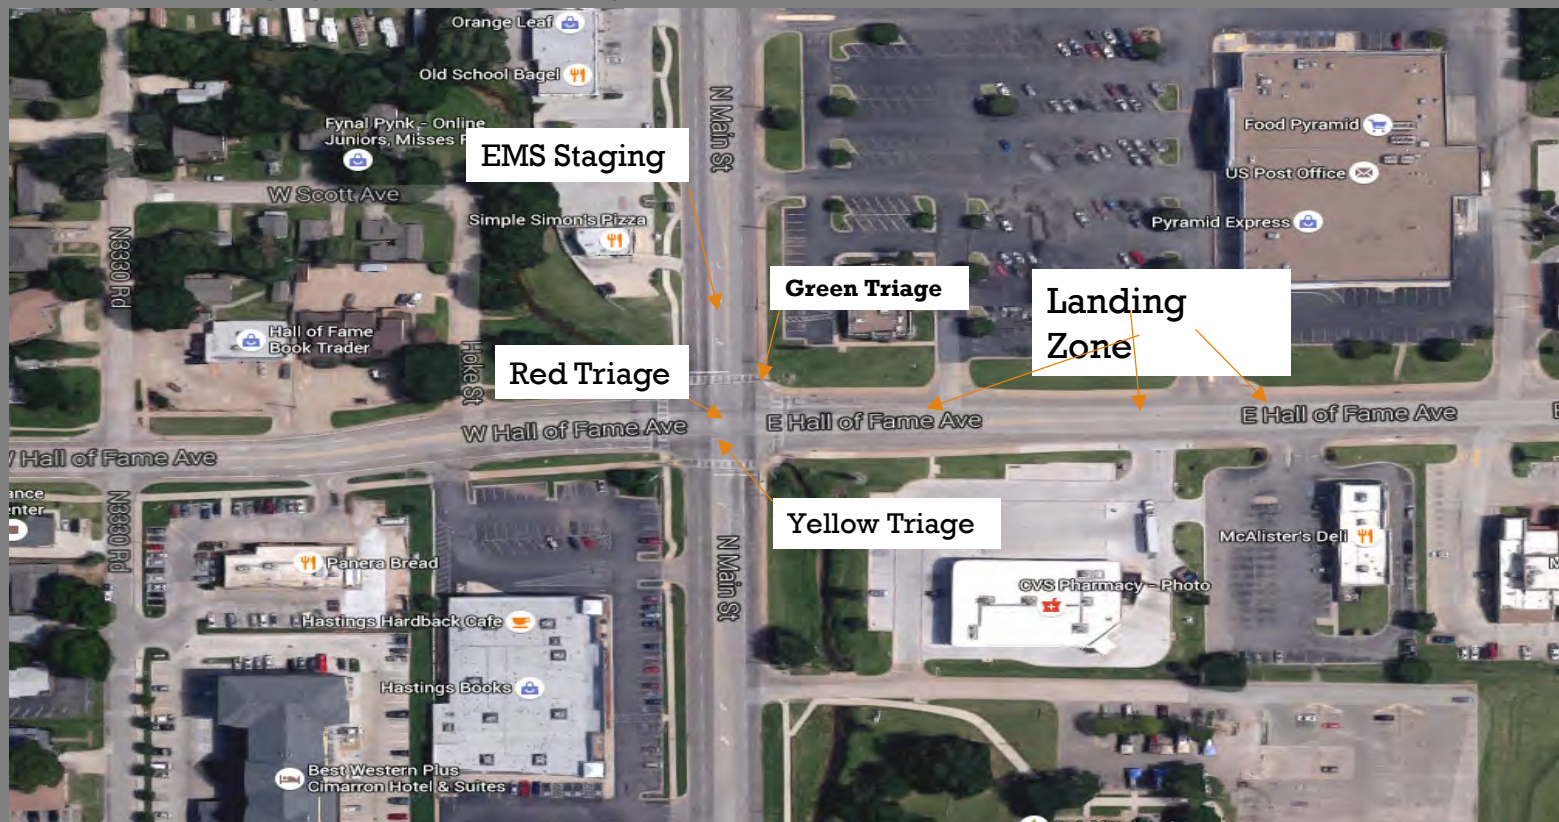 Orange Leaf
Old School Bagel
Fynal Pynk - Online
Juniors, Misses
N Main St
EMS Staging
Food Pyramid
US Post Office
W Scott Ave
Simple Simon's Pizza
Pyramid Express
N3330 Rd
Green Triage
Landing
Zone
Hall of Fame
Book Trader
Hoke St
Red Triage
W Hall of Fame Ave
E Hall of Fame Ave
E Hall of Fame Ave
W Hall of Fame Ave
N3330 Rd
Yellow Triage
N Main St
McAlister's Deli
Panera Bread
CVS Pharmacy - Photo
Hastings Hardback Cafe
Hastings Books
Best Western Plus
Cimarron Hotel & Suites